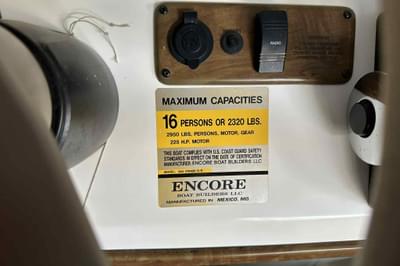 RADIO
MAXIMUM CAPACITIES
16 PERSONS OR 2320 LBS.
2950 LBS. PERSONS, MOTOR, GEAR
225 H.P. MOTOR
THIS BOAT COMPLIES WITH U.S. COAST GUARD SAFETY
STANDARDS IN EFFECT ON THE DATE OF CERTIFICATION
MANUFACTURER: ENCORE BOAT BUILDERS LLC
MODEL:
ENCORE
BOAT BUILDERS LLC
MANUFACTURED IN MEXICO, MO